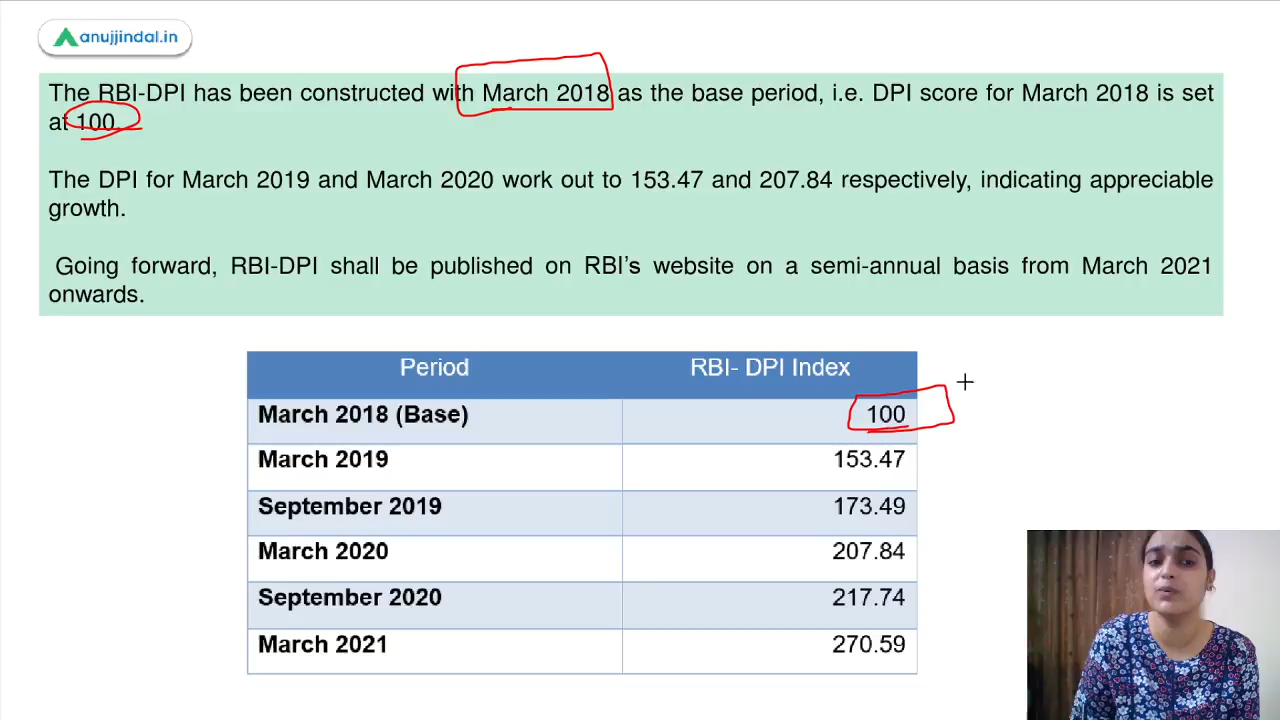 anujjindal.in
The RBI-DPI has been constructed with March 2018 as the base period, i.e. DPI score for March 2018 is set
at 100.
The DPI for March 2019 and March 2020 work out to 153.47 and 207.84 respectively, indicating appreciable
growth.
Going forward, RBI-DPI shall be published on RBI's website on a semi-annual basis from March 2021
onwards.
Period RBI- DPI Index
March 2018 (Base) 100
March 2019 153.47
September 2019 173.49
March 2020 207.84
September 2020 217.74
March 2021 270.59